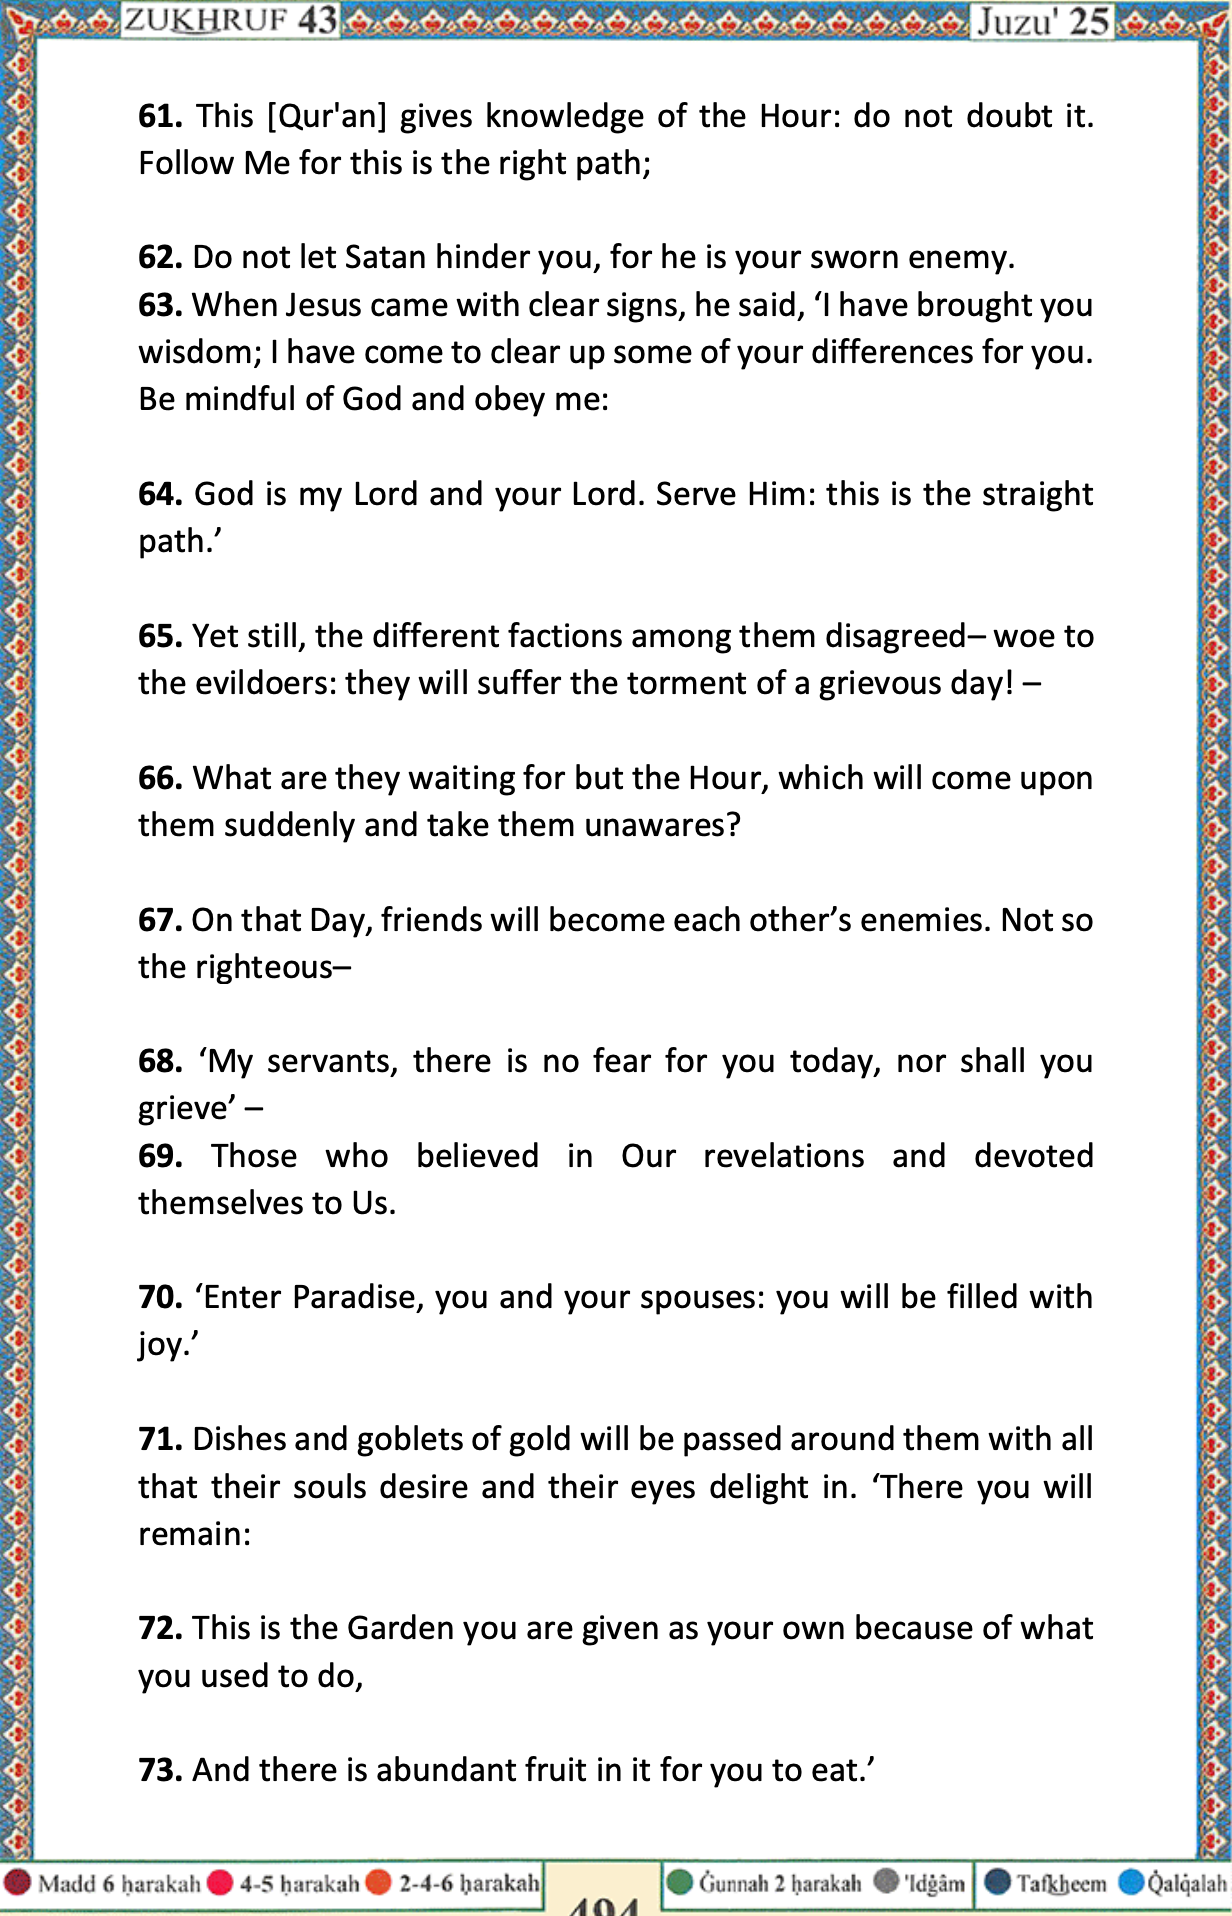 ZUKHRUF 43
Juzu' 25
61. This [Qur'an] gives knowledge of the Hour: do not doubt it.
Follow Me for this is the right path;
62. Do not let Satan hinder you, for he is your sworn enemy.
63. When Jesus came with clear signs, he said, ‘I have brought you
wisdom; I have come to clear up some of your differences for you.
Be mindful of God and obey me:
64. God is my Lord and your Lord. Serve Him: this is the straight
path.’
65. Yet still, the different factions among them disagreed– woe to
the evildoers: they will suffer the torment of a grievous day! –
66. What are they waiting for but the Hour, which will come upon
them suddenly and take them unawares?
67. On that Day, friends will become each other’s enemies. Not so
the righteous–
68. ‘My servants, there is no fear for you today, nor shall you
grieve’ –
69. Those who believed in Our revelations and devoted
themselves to Us.
70. ‘Enter Paradise, you and your spouses: you will be filled with
joy.’
71. Dishes and goblets of gold will be passed around them with all
that their souls desire and their eyes delight in. ‘There you will
remain:
72. This is the Garden you are given as your own because of what
you used to do,
73. And there is abundant fruit in it for you to eat.’
Madd 6 ḥarakah 4-5 ḥarakah 2-4-6 ḥarakah
494
Ġunnah 2 ḥarakah 'Idġâm Tafkheem Q̇alq̇alah